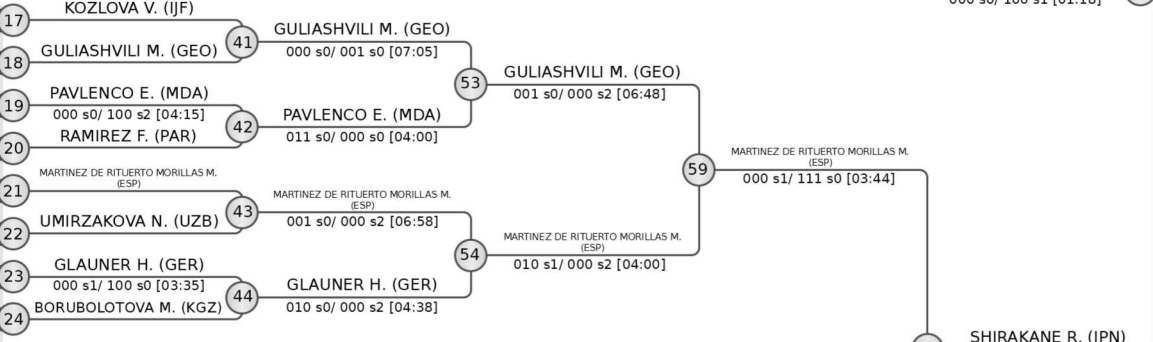 KOZLOVA V. (IJF)
000 s0/ 100 s1 [01:18]
17
GULIASHVILI M. (GEO)
41
000 s0/ 001 s0 [07:05]
GULIASHVILI M. (GEO)
18
GULIASHVILI M. (GEO)
53
001 s0/ 000 s2 [06:48]
PAVLENCO E. (MDA)
19
000 s0/ 100 s2 [04:15]
PAVLENCO E. (MDA)
42
011 s0/ 000 s0 [04:00]
RAMIREZ F. (PAR)
20
MARTINEZ DE RITUERTO MORILLAS M.
(ESP)
59
000 s1/ 111 s0 [03:44]
MARTINEZ DE RITUERTO MORILLAS M.
(ESP)
21
MARTINEZ DE RITUERTO MORILLAS M.
(ESP)
43
001 s0/ 000 s2 [06:58]
UMIRZAKOVA N. (UZB)
22
MARTINEZ DE RITUERTO MORILLAS M.
(ESP)
54
010 s1/ 000 s2 [04:00]
GLAUNER H. (GER)
23
000 s1/ 100 s0 [03:35]
GLAUNER H. (GER)
44
010 s0/ 000 s2 [04:38]
BORUBOLOTOVA M. (KGZ)
24
SHIRAKANE R. (JPN)